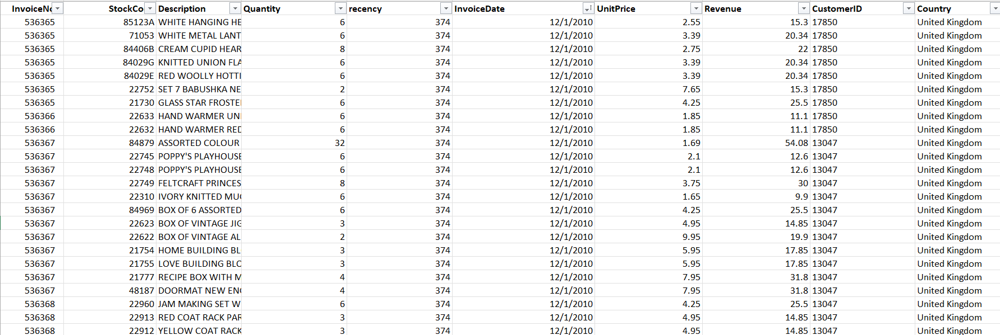 InvoiceNo StockCo Description Quantity recency InvoiceDate UnitPrice Revenue CustomerID Country
536365 85123A WHITE HANGING HE 6 374 12/1/2010 2.55 15.3 17850 United Kingdom
536365 71053 WHITE METAL LANT 6 374 12/1/2010 3.39 20.34 17850 United Kingdom
536365 84406B CREAM CUPID HEAR 8 374 12/1/2010 2.75 22 17850 United Kingdom
536365 84029G KNITTED UNION FLA 6 374 12/1/2010 3.39 20.34 17850 United Kingdom
536365 84029E RED WOOLLY HOTTI 6 374 12/1/2010 3.39 20.34 17850 United Kingdom
536365 22752 SET 7 BABUSHKA NE 2 374 12/1/2010 7.65 15.3 17850 United Kingdom
536365 21730 GLASS STAR FROSTE 6 374 12/1/2010 4.25 25.5 17850 United Kingdom
536366 22633 HAND WARMER UNI 6 374 12/1/2010 1.85 11.1 17850 United Kingdom
536366 22632 HAND WARMER RED 6 374 12/1/2010 1.85 11.1 17850 United Kingdom
536367 84879 ASSORTED COLOUR 32 374 12/1/2010 1.69 54.08 13047 United Kingdom
536367 22745 POPPY'S PLAYHOUSE 6 374 12/1/2010 2.1 12.6 13047 United Kingdom
536367 22748 POPPY'S PLAYHOUSE 6 374 12/1/2010 2.1 12.6 13047 United Kingdom
536367 22749 FELTCRAFT PRINCES 8 374 12/1/2010 3.75 30 13047 United Kingdom
536367 22310 IVORY KNITTED MUG 6 374 12/1/2010 1.65 9.9 13047 United Kingdom
536367 84969 BOX OF 6 ASSORTED 6 374 12/1/2010 4.25 25.5 13047 United Kingdom
536367 22623 BOX OF VINTAGE JIG 3 374 12/1/2010 4.95 14.85 13047 United Kingdom
536367 22622 BOX OF VINTAGE AL 2 374 12/1/2010 9.95 19.9 13047 United Kingdom
536367 21754 HOME BUILDING BL 3 374 12/1/2010 5.95 17.85 13047 United Kingdom
536367 21755 LOVE BUILDING BLO 3 374 12/1/2010 5.95 17.85 13047 United Kingdom
536367 21777 RECIPE BOX WITH M 4 374 12/1/2010 7.95 31.8 13047 United Kingdom
536367 48187 DOORMAT NEW ENG 4 374 12/1/2010 7.95 31.8 13047 United Kingdom
536368 22960 JAM MAKING SET W 6 374 12/1/2010 4.25 25.5 13047 United Kingdom
536368 22913 RED COAT RACK PAR 3 374 12/1/2010 4.95 14.85 13047 United Kingdom
536368 22912 YELLOW COAT RACK 3 374 12/1/2010 4.95 14.85 13047 United Kingdom